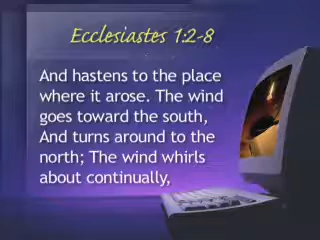 Ecclesiastes 1:2-8
And hastens to the place
where it arose. The wind
goes toward the south,
And turns around to the
north; The wind whirls
about continually,